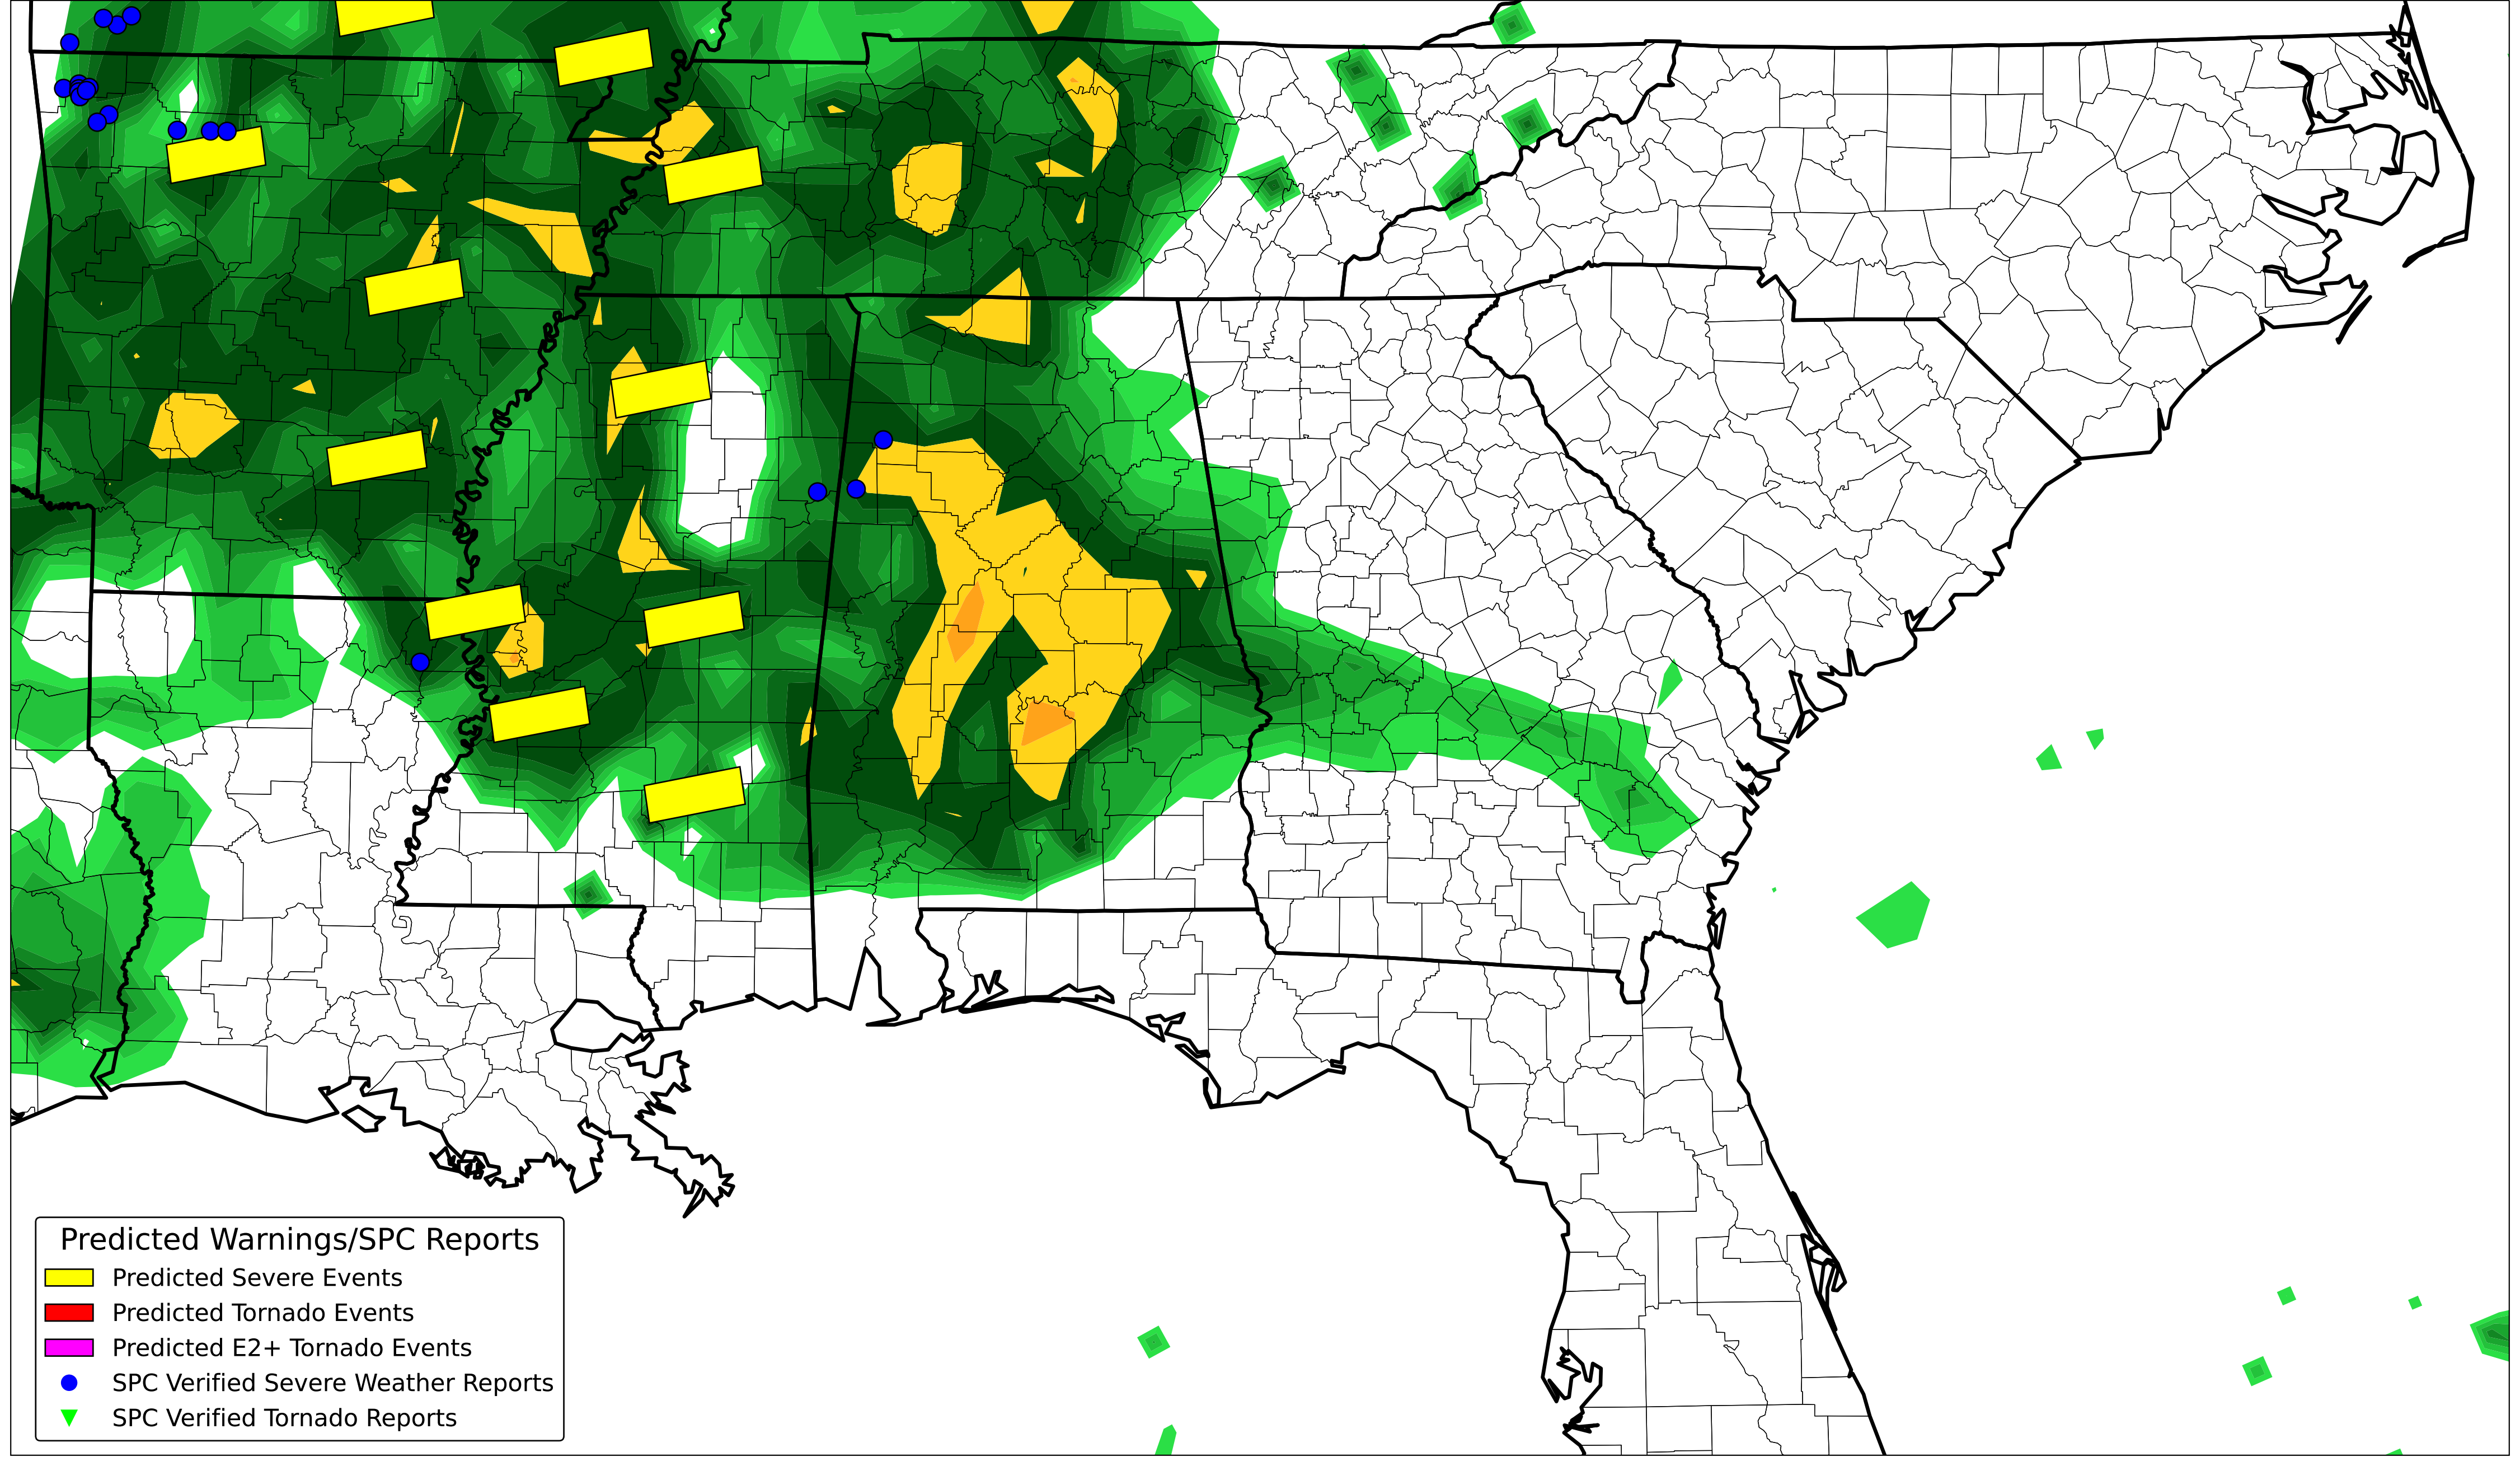 Predicted Warnings/SPC Reports
Predicted Severe Events
Predicted Tornado Events
Predicted E2+ Tornado Events
SPC Verified Severe Weather Reports
SPC Verified Tornado Reports